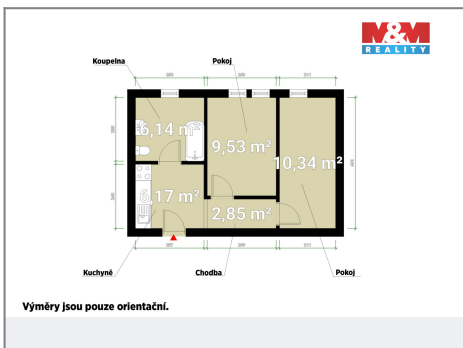 M&M
REALITY
Koupelna
Pokoj
6,14 m²
9,53 m²
10,34 m²
6,17 m²
2,85 m²
Kuchyně
Chodba
Pokoj
Výměry jsou pouze orientační.